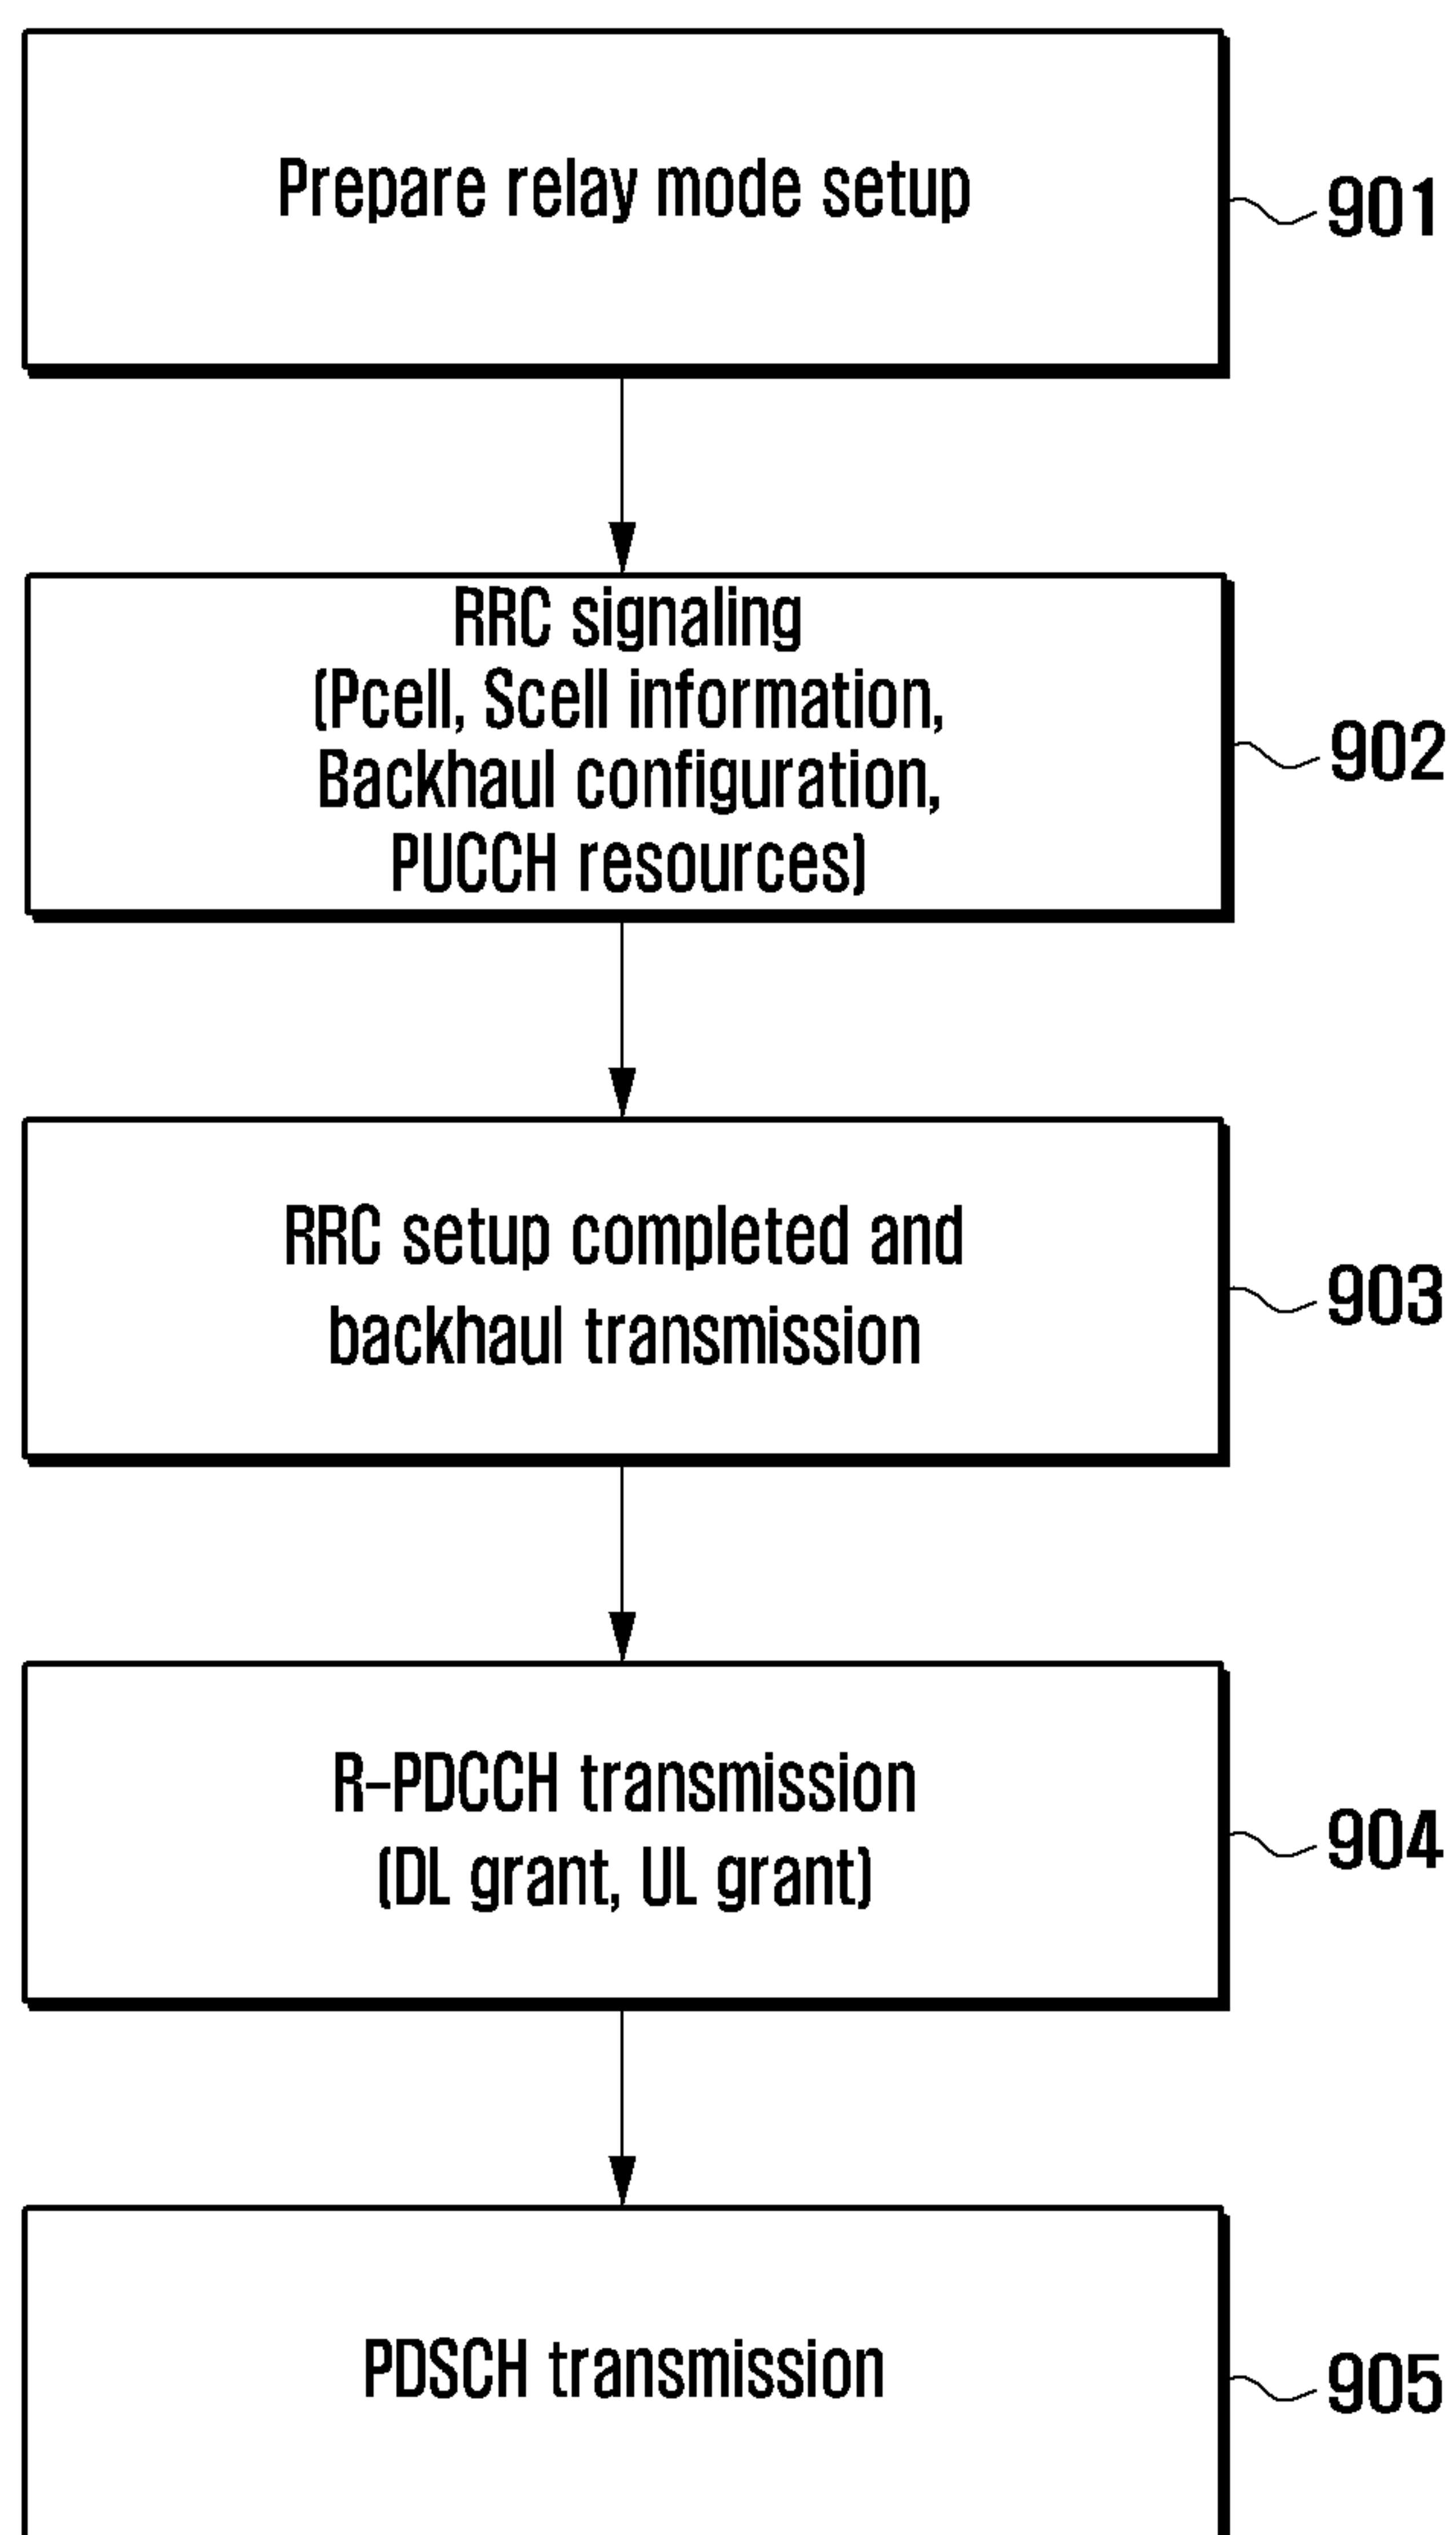 Prepare relay mode setup
901
RRC signaling
(Pcell, Scell information,
Backhaul configuration,
PUCCH resources)
902
RRC setup completed and
backhaul transmission
903
R-PDCCH transmission
(DL grant, UL grant)
904
PDSCH transmission
905